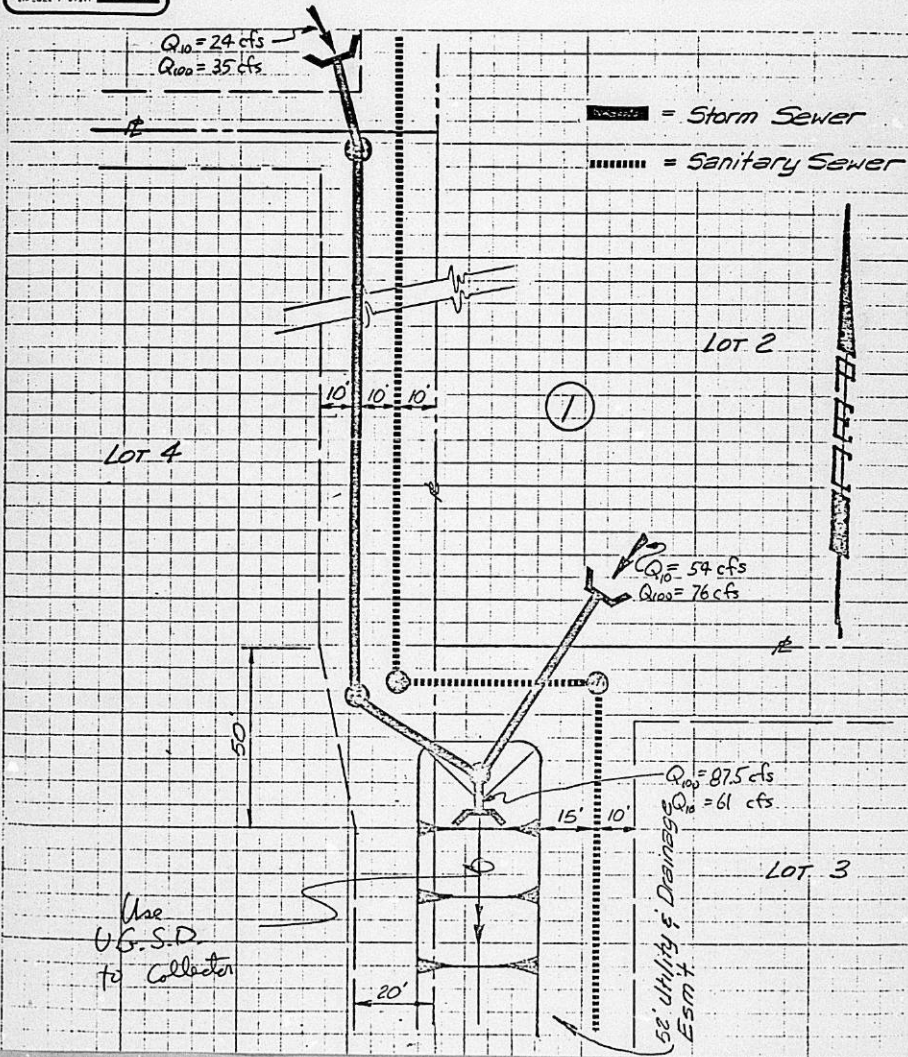 Q10 = 24 cfs
Q100 = 35 cfs
= Storm Sewer
= Sanitary Sewer
LOT 2
10'
10'
10'
1
LOT 4
Q10 = 54 cfs
Q100 = 76 cfs
50'
Q100 = 87.5 cfs
Q10 = 61 cfs
15'
10'
LOT 3
Use
U.G.S.D.
to Collector
20'
52' Utility & Drainage
Esm't